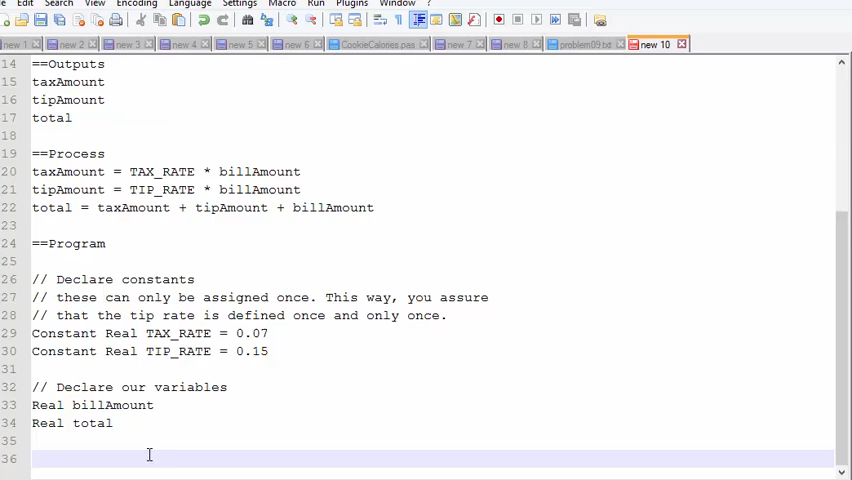 Edit Search View Encoding Language Settings Macro Run Plugins Window ?
new 1 new 2 new 3 new 4 new 5 new 6 CookieCalories.pas new 7 new 8 problem09.txt new 10
14 ==Outputs
15 taxAmount
16 tipAmount
17 total
18
19 ==Process
20 taxAmount = TAX_RATE * billAmount
21 tipAmount = TIP_RATE * billAmount
22 total = taxAmount + tipAmount + billAmount
23
24 ==Program
25
26 // Declare constants
27 // these can only be assigned once. This way, you assure
28 // that the tip rate is defined once and only once.
29 Constant Real TAX_RATE = 0.07
30 Constant Real TIP_RATE = 0.15
31
32 // Declare our variables
33 Real billAmount
34 Real total
35
36